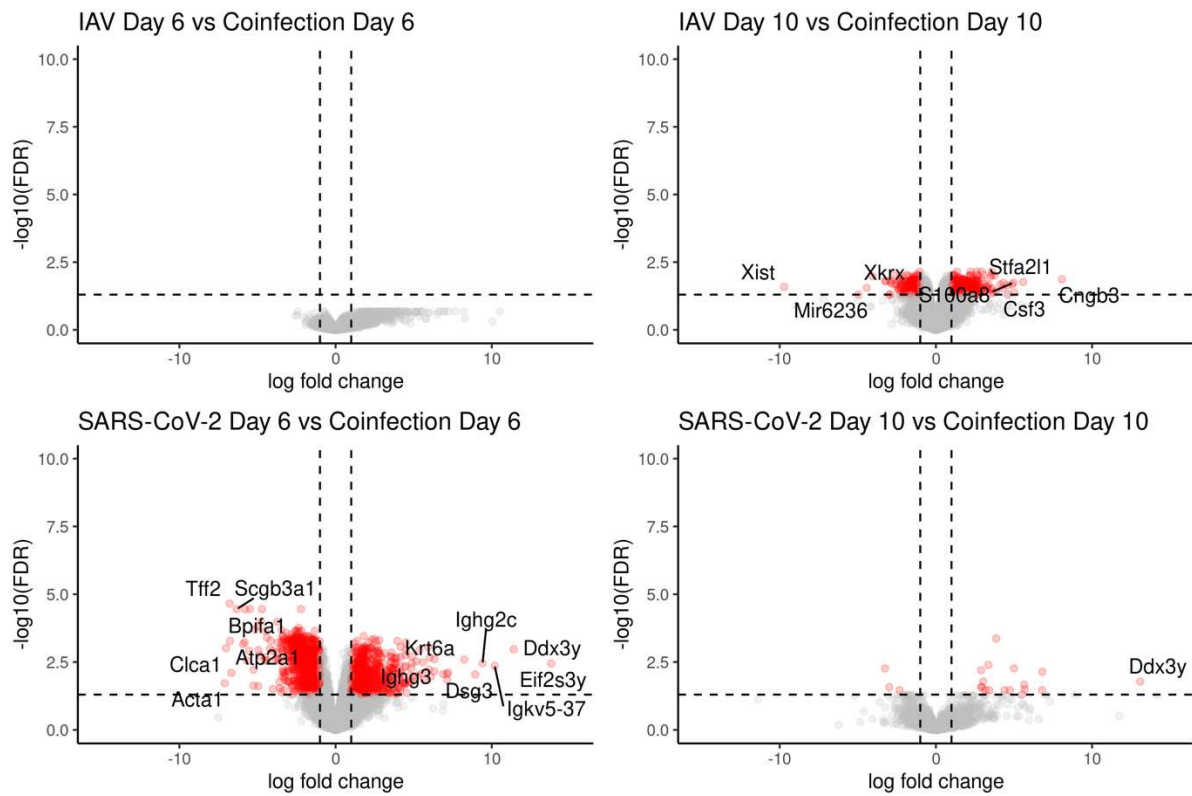 IAV Day 6 vs Coinfection Day 6
10.0
7.5
5.0
2.5
0.0
-log10(FDR)
-10
0
10
log fold change
IAV Day 10 vs Coinfection Day 10
10.0
7.5
5.0
2.5
0.0
-log10(FDR)
Xist
Xkrx
Stfa2l1
S100a8
Cngb3
Mir6236
Csf3
-10
0
10
log fold change
SARS-CoV-2 Day 6 vs Coinfection Day 6
10.0
7.5
5.0
2.5
0.0
-log10(FDR)
Tff2
Scgb3a1
Bpifa1
Ighg2c
Clca1
Atp2a1
Krt6a
Ddx3y
Ighg3
Eif2s3y
Acta1
Dsg3
Igkv5-37
-10
0
10
log fold change
SARS-CoV-2 Day 10 vs Coinfection Day 10
10.0
7.5
5.0
2.5
0.0
-log10(FDR)
Ddx3y
-10
0
10
log fold change